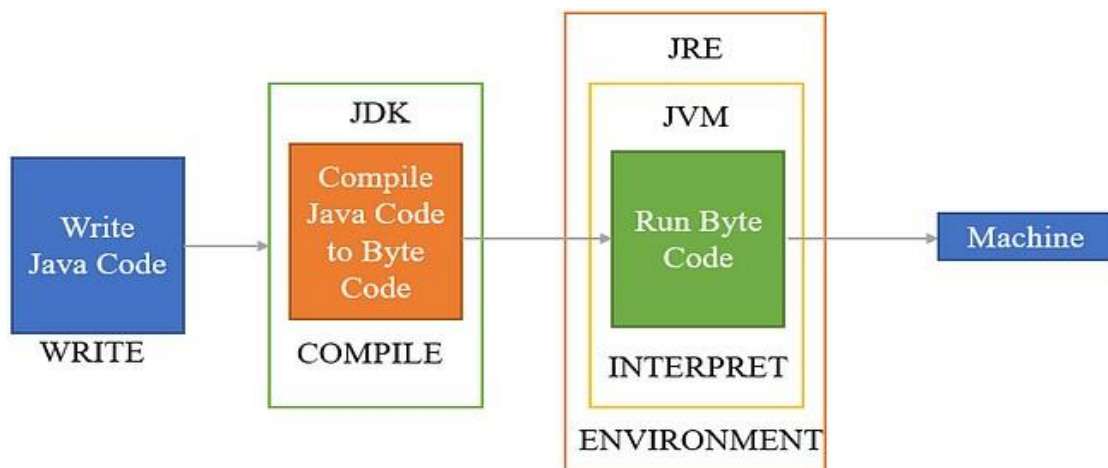 Write
Java Code
WRITE
JDK
Compile
Java Code
to Byte
Code
COMPILE
JRE
JVM
Run Byte
Code
INTERPRET
ENVIRONMENT
Machine